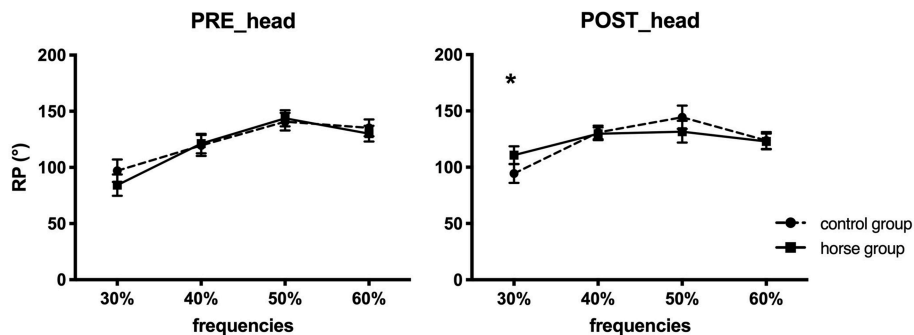 PRE_head
POST_head
RP (°)
200
150
100
50
0
30%
40%
50%
60%
frequencies
200
150
100
50
0
*
30%
40%
50%
60%
frequencies
control group
horse group